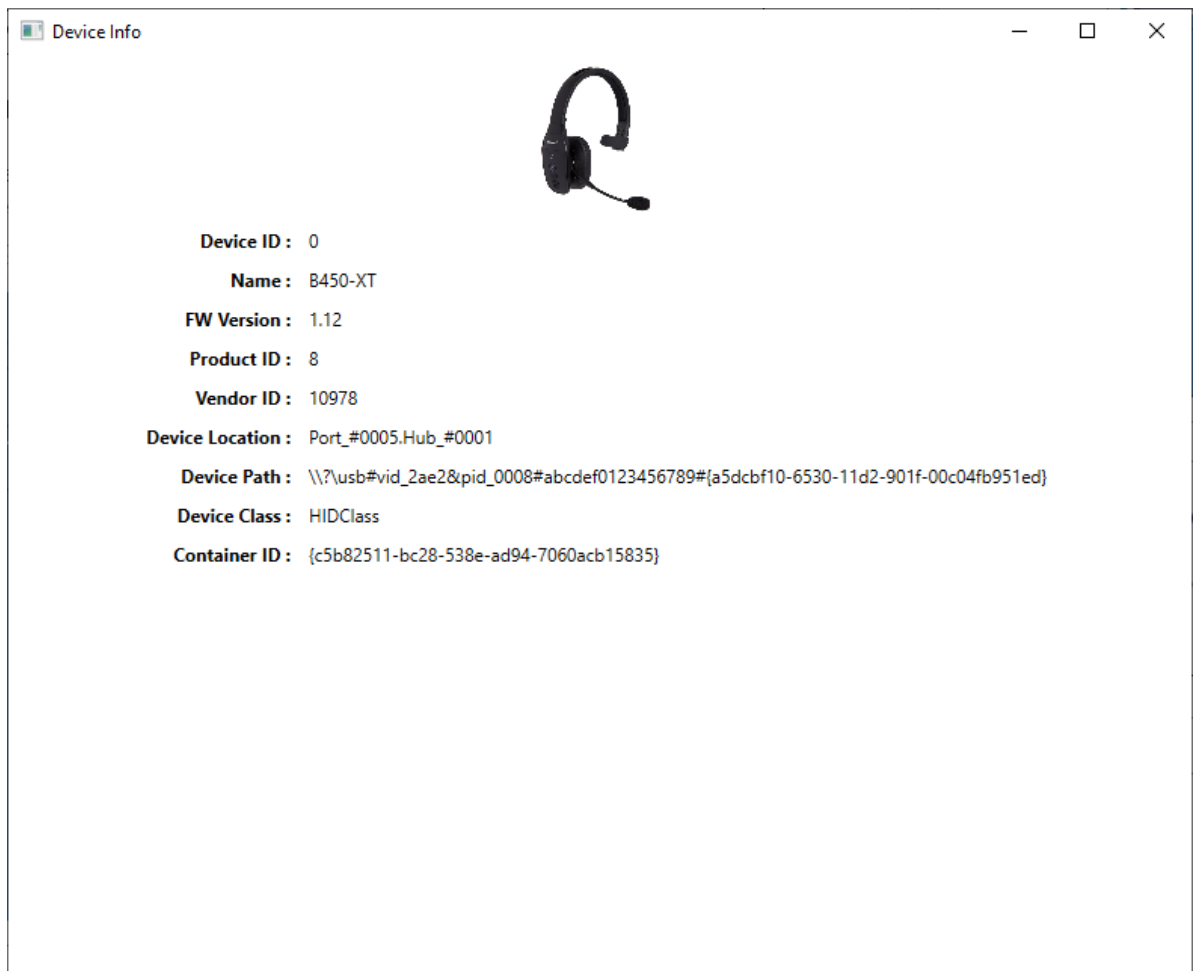 Device Info
Device ID : 0
Name : B450-XT
FW Version : 1.12
Product ID : 8
Vendor ID : 10978
Device Location : Port_#0005.Hub_#0001
Device Path : \\?\usb#vid_2ae2&pid_0008#abcdef0123456789#{a5dcbf10-6530-11d2-901f-00c04fb951ed}
Device Class : HIDClass
Container ID : {c5b82511-bc28-538e-ad94-7060acb15835}